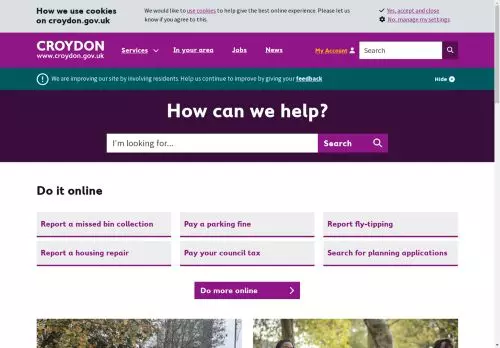 How we use cookies
on croydon.gov.uk
We would like to use cookies to help give the best online experience. Please let
us know if you agree to this.
Yes, accept and close
No, manage my settings
CROYDON
www.croydon.gov.uk
Services
In your area
Jobs
News
My Account
Search
We are improving our site by involving residents. Help us continue to improve by giving your feedback
Hide
How can we help?
I'm looking for...
Search
Do it online
Report a missed bin collection
Pay a parking fine
Report fly-tipping
Report a housing repair
Pay your council tax
Search for planning applications
Do more online